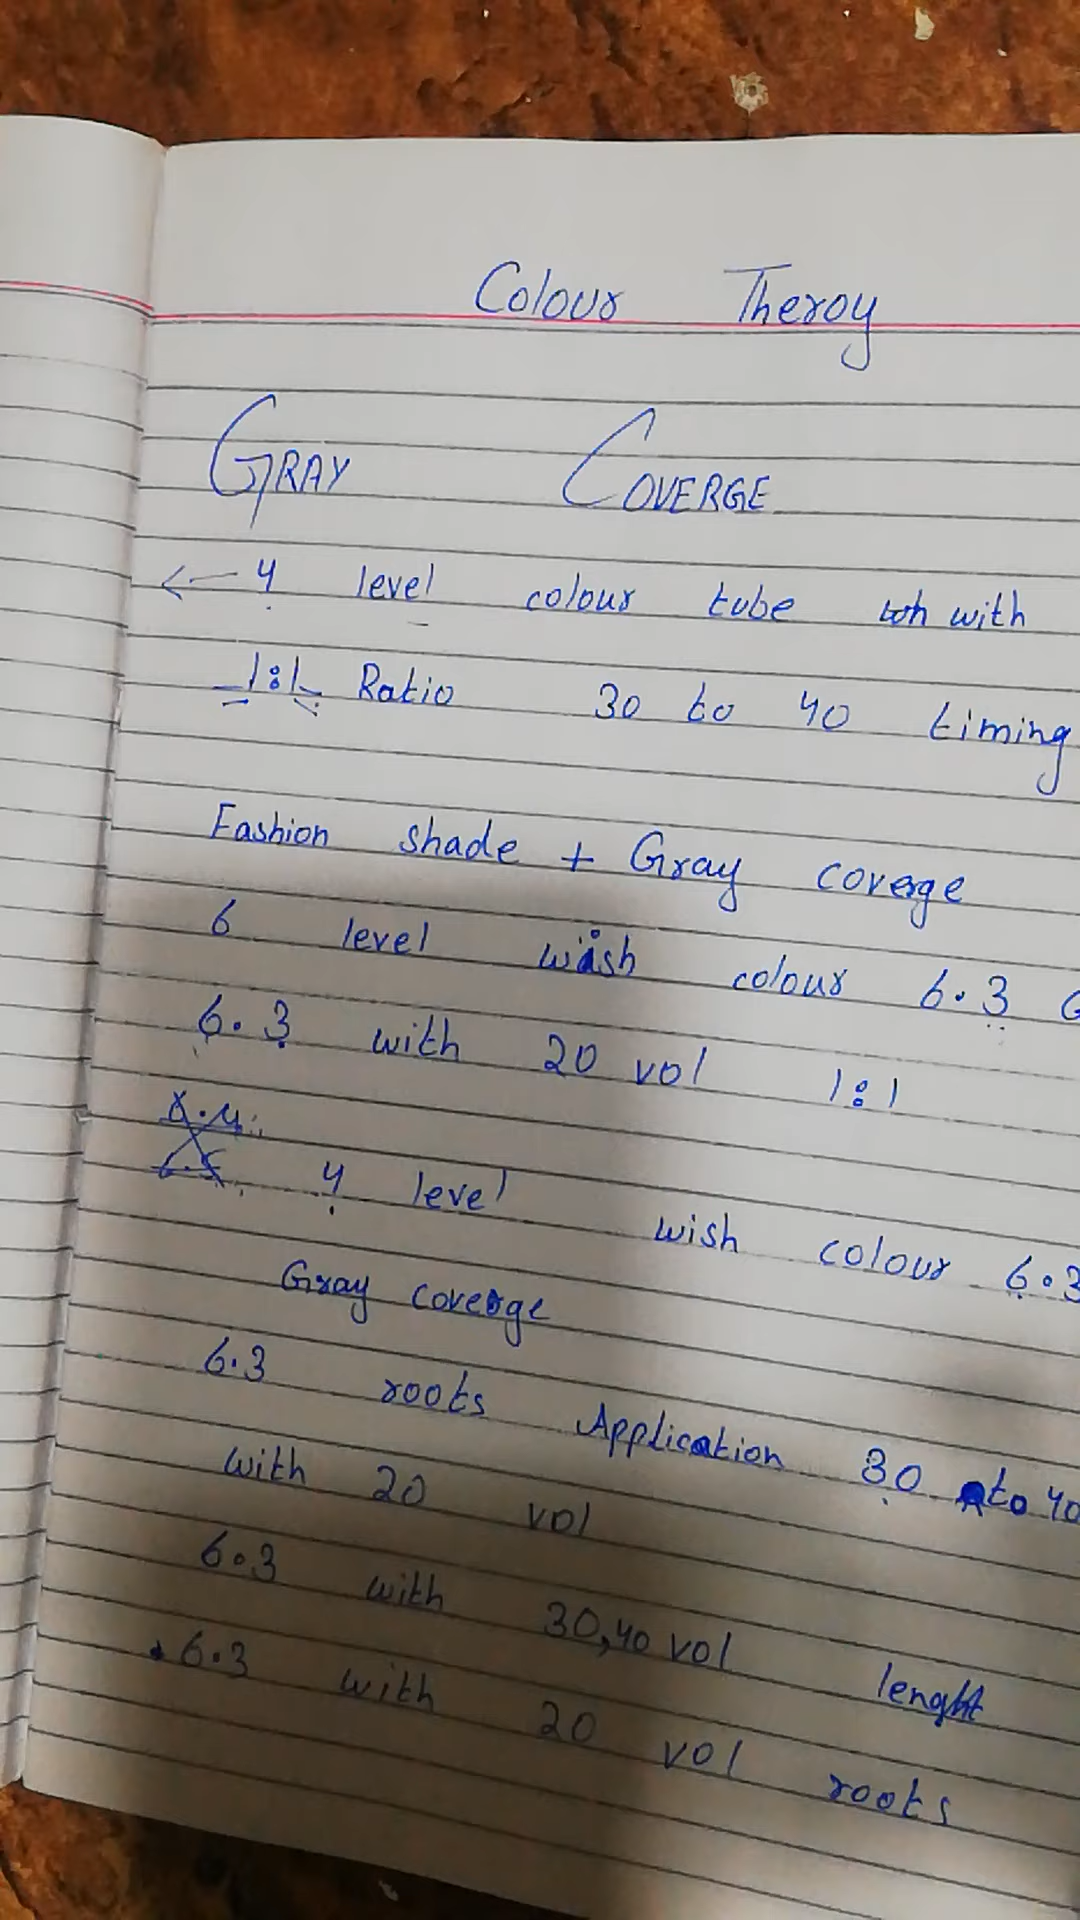 Colour Theroy
GRAY COVERGE
4 level colour tube with
1:1 Ratio 30 to 40 timing
Fashion shade + Gray coverge
6 level wish colour 6.3 G
6.3 with 20 vol 1:1
4 level wish colour 6.3
Gray coverge
6.3 roots Application 30 to 40
with 20 vol
6.3 with 30,40 vol lenght
6.3 with 20 vol roots